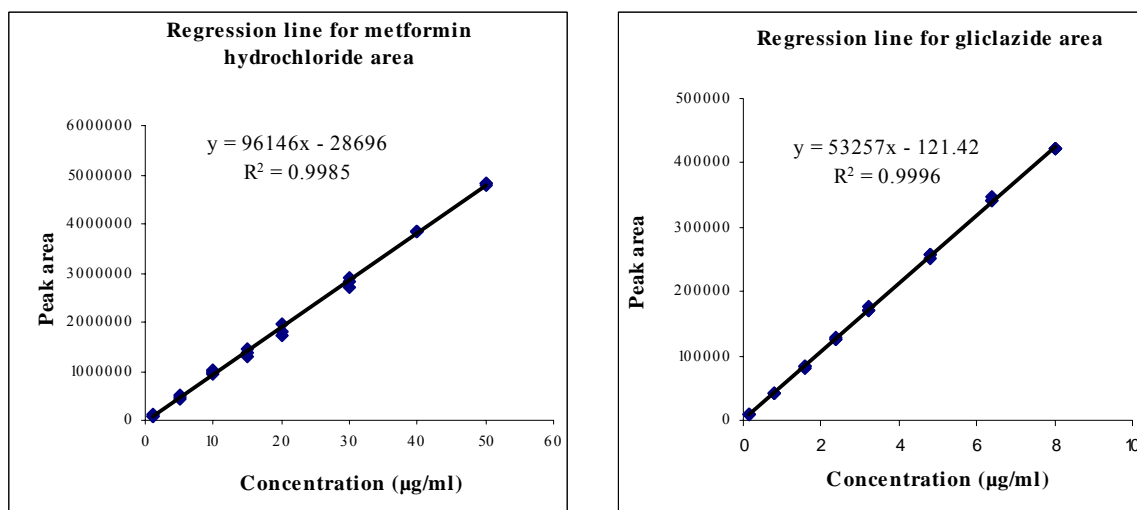 Regression line for metformin
hydrochloride area
y = 96146x - 28696
R² = 0.9985
6000000
5000000
4000000
3000000
2000000
1000000
0
Peak area
0 10 20 30 40 50 60
Concentration (µg/ml)
Regression line for gliclazide area
y = 53257x - 121.42
R² = 0.9996
500000
400000
300000
200000
100000
0
Peak area
0 2 4 6 8 10
Concentration (µg/ml)